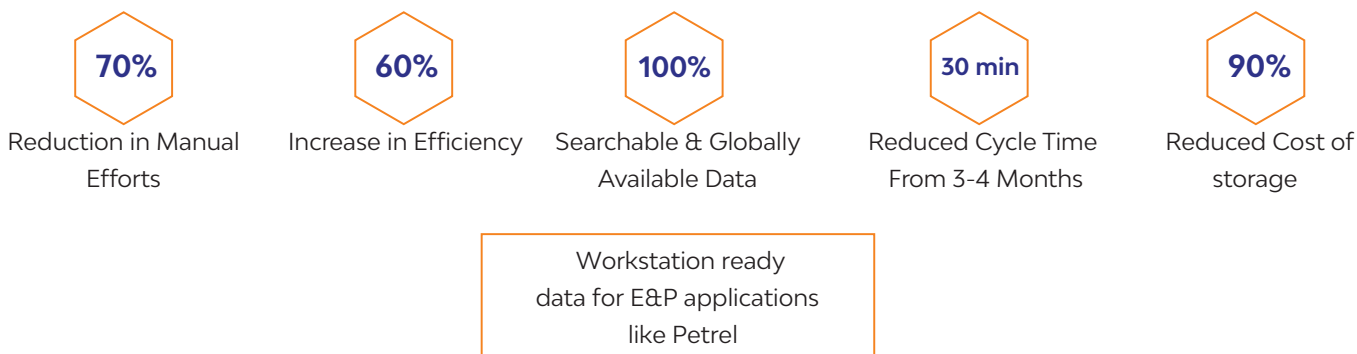 70%
Reduction in Manual
Efforts
60%
Increase in Efficiency
100%
Searchable & Globally
Available Data
30 min
Reduced Cycle Time
From 3-4 Months
90%
Reduced Cost of
storage
Workstation ready
data for E&P applications
like Petrel